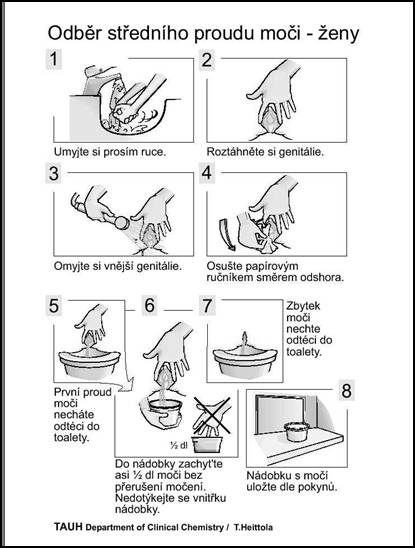 Odběr středního proudu moči - ženy
1
Umyjte si prosím ruce.
2
Roztáhněte si genitálie.
3
Omyjte si vnější genitálie.
4
Osušte papírovým
ručníkem směrem odshora.
5
První proud
moči
necháte
odtéci do
toalety.
6
½ dl
Do nádobky zachyt'te
asi ½ dl moči bez
přerušení močení.
Nedotýkejte se vnitřku
nádobky.
7
Zbytek
moči
nechte
odtéci do
toalety.
8
Nádobku s močí
uložte dle pokynů.
TAUH Department of Clinical Chemistry / T.Heittola